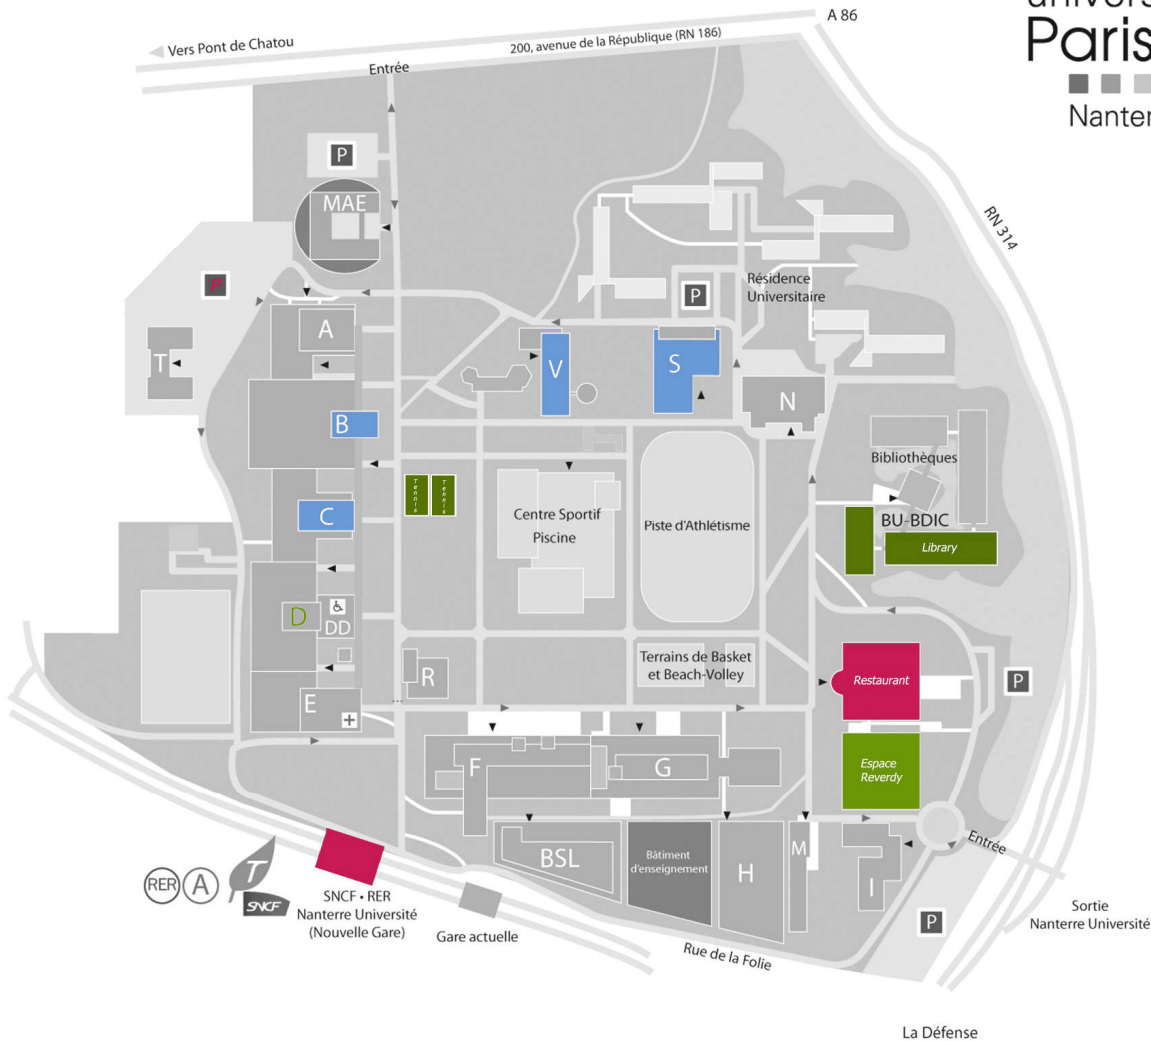 univers
Paris
Nanter
A 86
Vers Pont de Chatou
200, avenue de la République (RN 186)
Entrée
P
MAE
RN 314
P
P
Résidence
Universitaire
A
T
V
S
N
B
Bibliothèques
Tennis
Tennis
C
Centre Sportif
Piscine
Piste d'Athlétisme
BU-BDIC
Library
D
DD
Terrains de Basket
et Beach-Volley
R
Restaurant
P
E
F
G
Espace
Reverdy
Entrée
BSL
Bâtiment
d'enseignement
H
M
I
RER
A
T
SNCF
SNCF • RER
Nanterre Université
(Nouvelle Gare)
Gare actuelle
P
Sortie
Nanterre Université
Rue de la Folie
La Défense